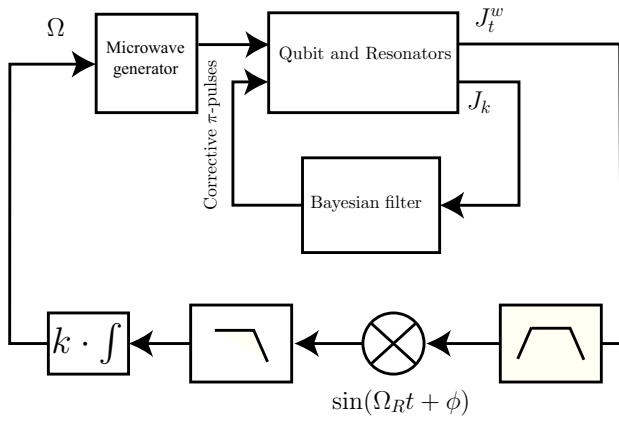 Ω
Microwave
generator
Corrective π-pulses
Qubit and Resonators
J_t^w
J_k
Bayesian filter
k · ∫
sin(Ω_R t + ϕ)